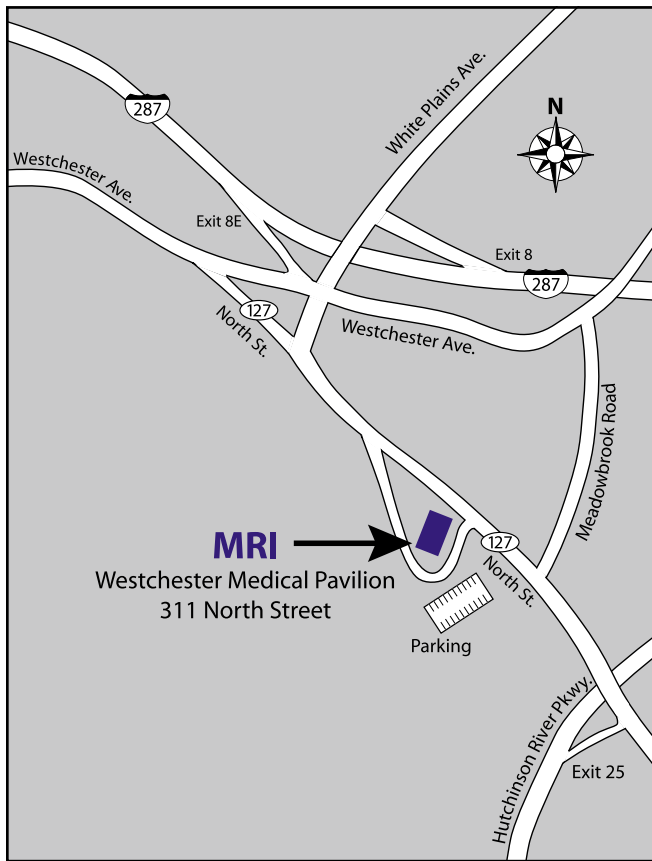 White Plains Ave.
N
287
Westchester Ave.
Exit 8E
Exit 8
287
127
North St.
Westchester Ave.
Meadowbrook Road
MRI
Westchester Medical Pavilion
311 North Street
127
North St.
Parking
Hutchinson River Pkwy.
Exit 25